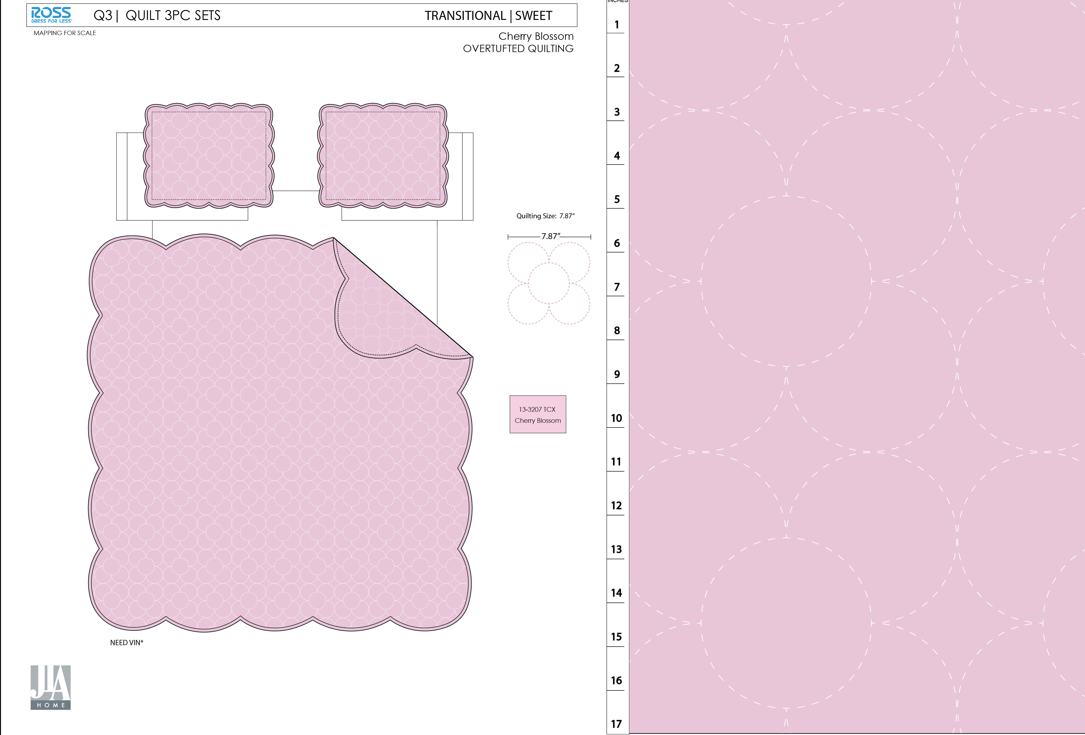 ROSS
DRESS FOR LESS
Q3| QUILT 3PC SETS
TRANSITIONAL | SWEET
MAPPING FOR SCALE
Cherry Blossom
OVERTUFTED QUILTING
Quilting Size: 7.87"
7.87"
13-3207 TCX
Cherry Blossom
NEED VIN*
JLA
HOME
INCHES
1
2
3
4
5
6
7
8
9
10
11
12
13
14
15
16
17